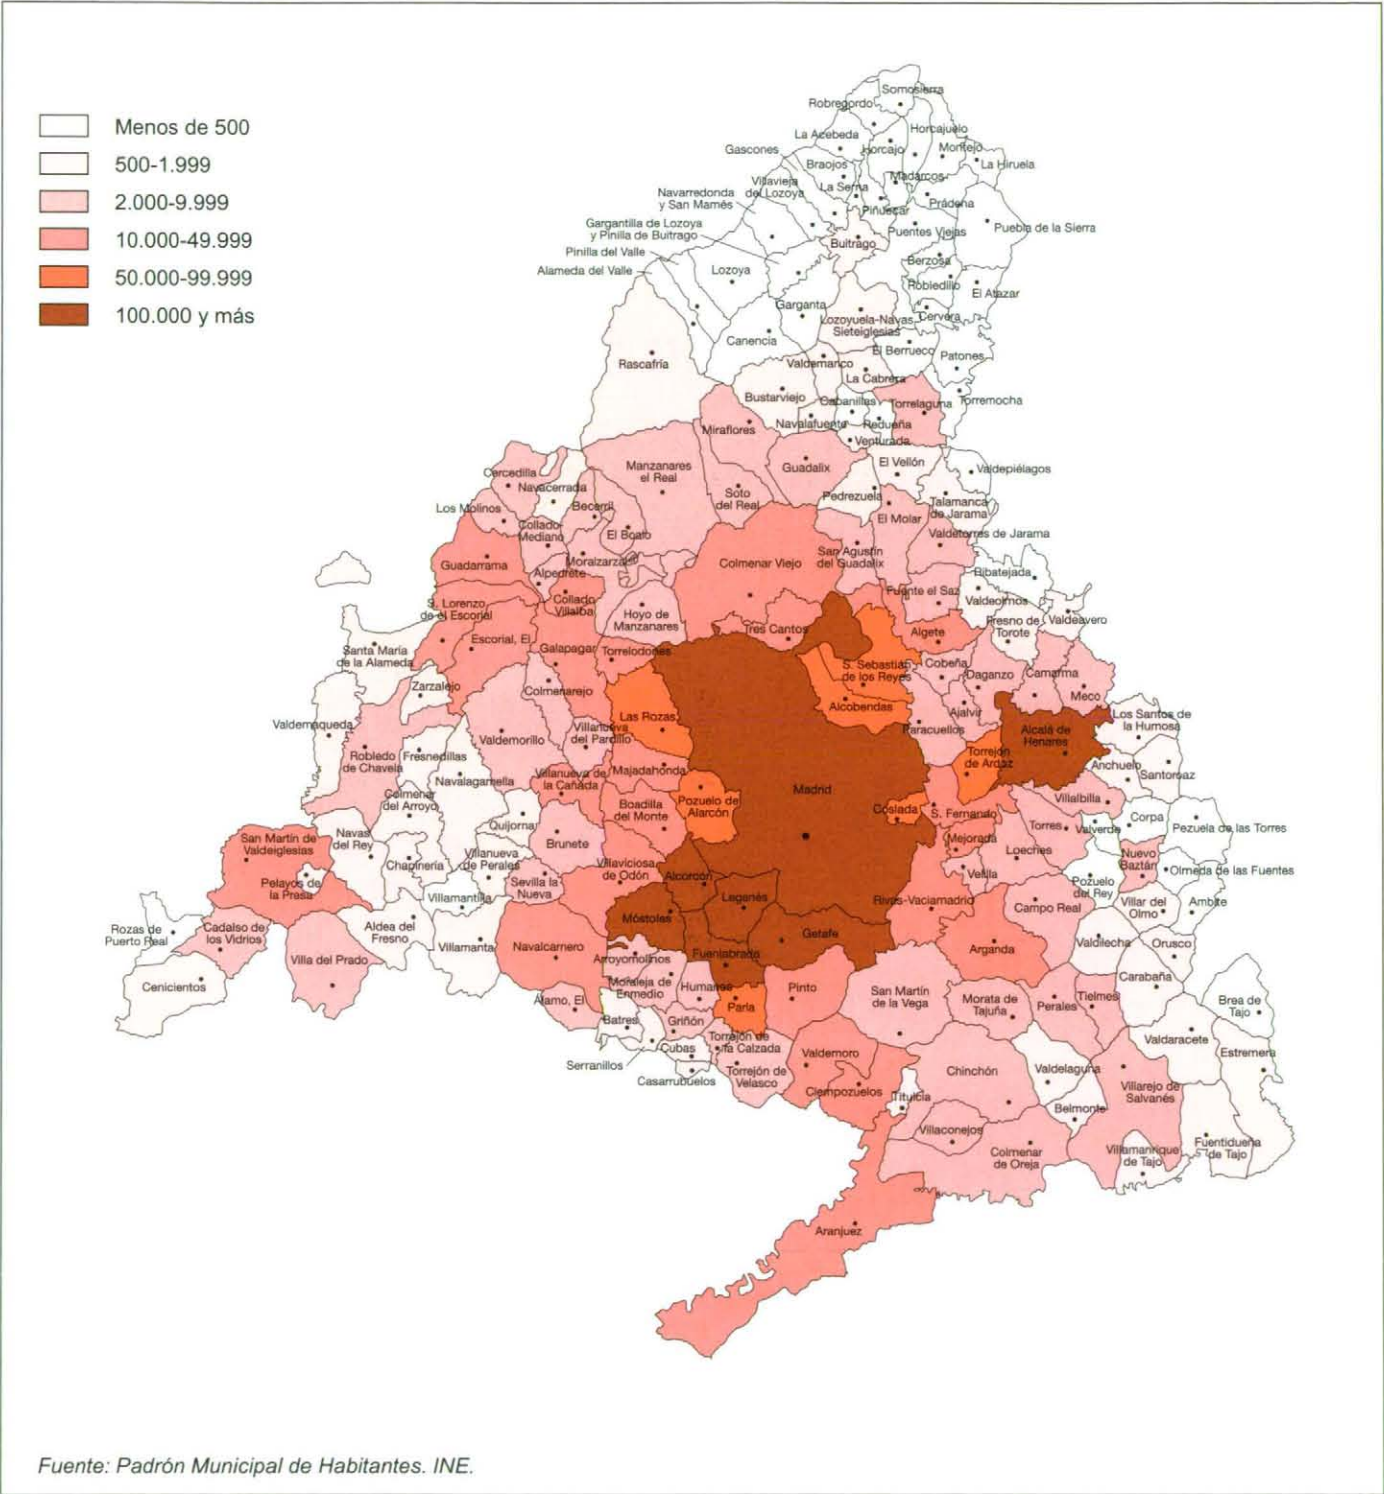 Menos de 500
500-1.999
2.000-9.999
10.000-49.999
50.000-99.999
100.000 y más
Somosierra
Robregordo
Horcajuelo
La Acebeda
Horcajo
Montejo
Gascones
Braojos
La Hiruela
Madarcos
Villavieja
del Lozoya
La Serna
Navarredonda
y San Mamés
Prádena
Piñuécar
Gargantilla de Lozoya
y Pinilla de Buitrago
Puentes Viejas
Puebla de la Sierra
Buitrago
Pinilla del Valle
Berzosa
Alameda del Valle
Lozoya
Robledillo
El Atazar
Garganta
Lozoyuela-Navas-
Sieteiglesias
Cervera
Canencia
El Berrueco
Patones
Rascafría
Valdemanco
La Cabrera
Bustarviejo
Cabanillas
Torrelaguna
Torremocha
Navalafuente
Redueña
Miraflores
Venturada
Cercedilla
Manzanares
el Real
Guadalix
El Vellón
Valdepiélagos
Navacerrada
Soto
del Real
Pedrezuela
Talamanca
de Jarama
Los Molinos
Becerril
Collado-
Mediano
El Boalo
El Molar
Valdetorres de Jarama
Guadarrama
Moralzarzal
Colmenar Viejo
San Agustín
del Guadalix
Alpedrete
Ribatejada
Fuente el Saz
S. Lorenzo
de el Escorial
Collado
Villalba
Hoyo de
Manzanares
Valdeolmos
Fresno de
Torote
Valdeavero
Escorial, El
Tres Cantos
Algete
Santa María
de la Alameda
Galapagar
Torrelodones
S. Sebastián
de los Reyes
Cobeña
Daganzo
Camarma
Zarzalejo
Colmenarejo
Meco
Valdemaqueda
Las Rozas
Alcobendas
Ajalvir
Los Santos de
la Humosa
Valdemorillo
Villanueva
del Pardillo
Paracuellos
Alcalá de
Henares
Robledo
de Chavela
Fresnedillas
Torrejón
de Ardoz
Anchuelo
Santorcaz
Navalagamella
Villanueva de
la Cañada
Majadahonda
Madrid
Colmenar
del Arroyo
Boadilla
del Monte
Pozuelo de
Alarcón
Coslada
S. Fernando
Villalbilla
Corpa
Pezuela de las Torres
San Martín de
Valdeiglesias
Navas
del Rey
Quijorna
Brunete
Mejorada
Torres
Valverde
Loeches
Chapinería
Villanueva
de Perales
Villaviciosa
de Odón
Nuevo
Baztán
Olmeda de las Fuentes
Pelayos de
la Presa
Sevilla la
Nueva
Alcorcón
Velilla
Pozuelo
del Rey
Villamantilla
Leganés
Rivas-Vaciamadrid
Campo Real
Villar del
Olmo
Ambite
Rozas de
Puerto Real
Cadalso de
los Vidrios
Aldea del
Fresno
Móstoles
Getafe
Villamanta
Navalcarnero
Arganda
Valdilecha
Orusco
Villa del Prado
Arroyomolinos
Fuenlabrada
Cenicientos
Moraleja de
Enmedio
Humanes
Pinto
San Martín
de la Vega
Carabaña
Álamo, El
Parla
Morata de
Tajuña
Perales
Tielmes
Brea de
Tajo
Batres
Griñón
Torrejón de
la Calzada
Valdaracete
Cubas
Valdemoro
Estremera
Serranillos
Casarrubuelos
Torrejón de
Velasco
Chinchón
Valdelaguna
Ciempozuelos
Villarejo de
Salvanés
Titulcia
Belmonte
Villaconejos
Colmenar
de Oreja
Villamanrique
de Tajo
Fuentidueña
de Tajo
Aranjuez
Fuente: Padrón Municipal de Habitantes. INE.